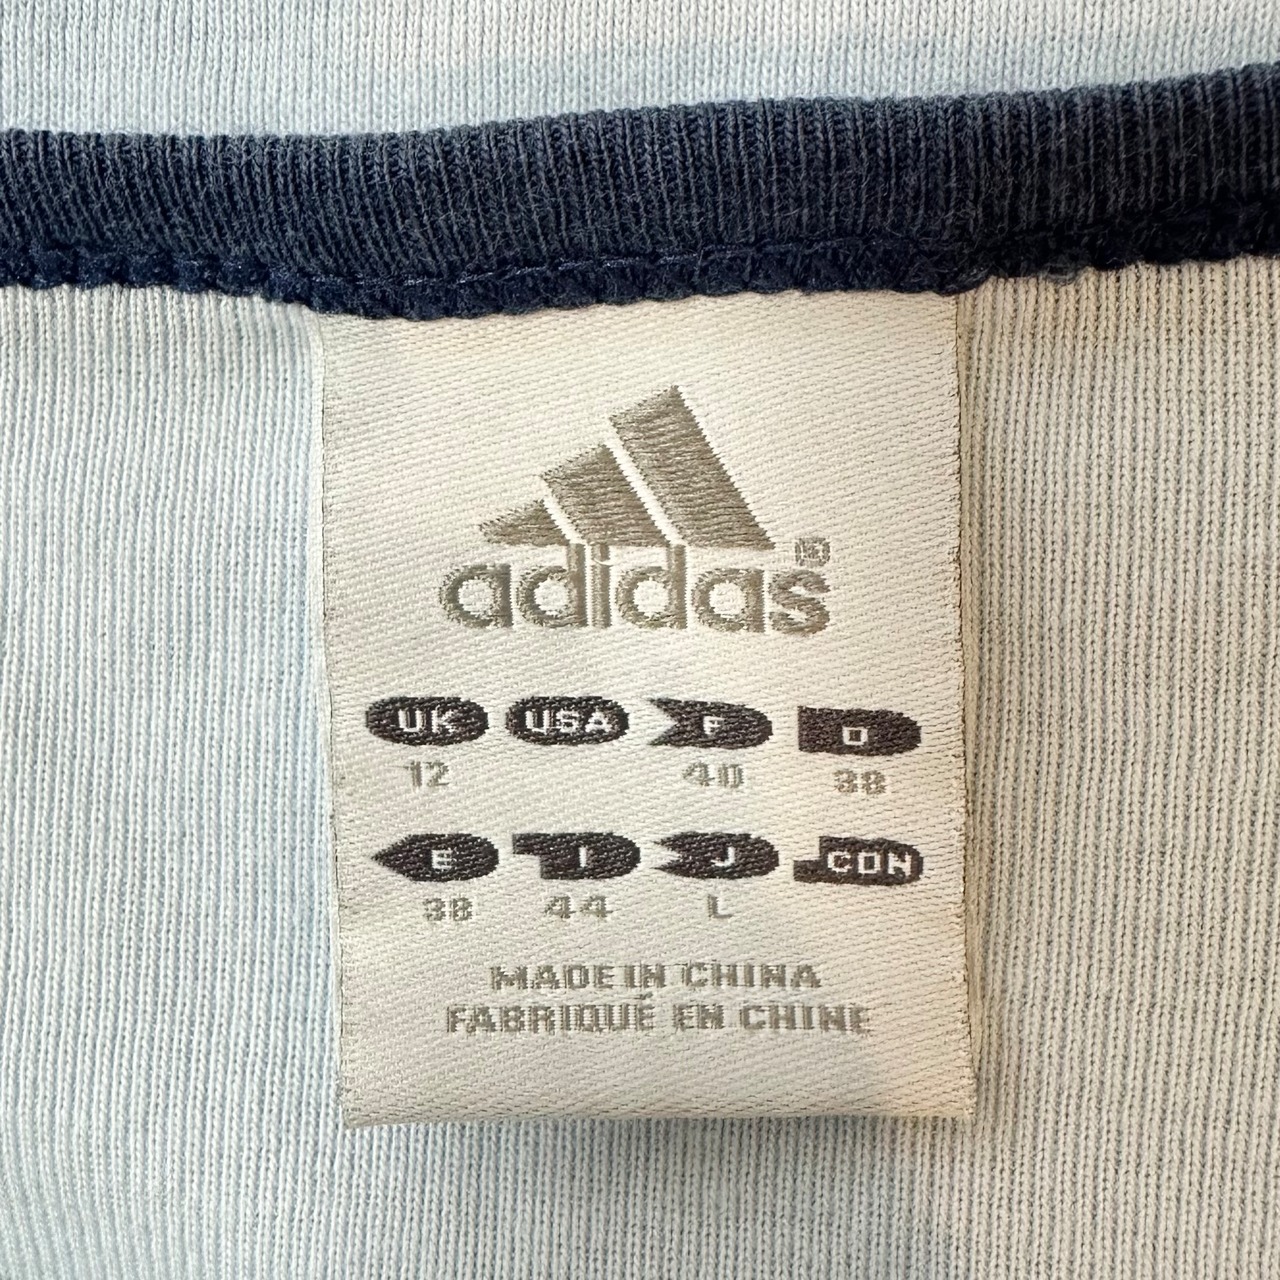 adidas®
UK USA F D
12 40 38
E I J CDN
38 44 L
MADE IN CHINA
FABRIQUÉ EN CHINE